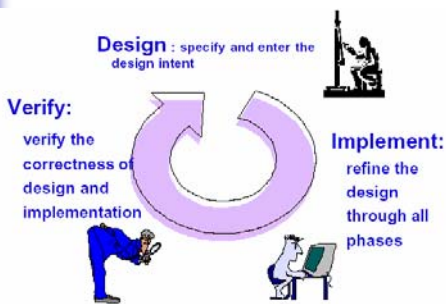 Design : specify and enter the
design intent
Verify:
verify the
correctness of
design and
implementation
Implement:
refine the
design
through all
phases